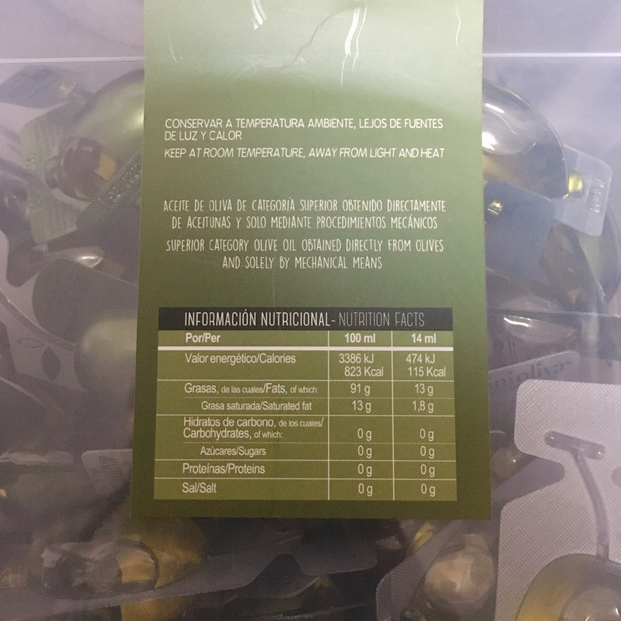 CONSERVAR A TEMPERATURA AMBIENTE, LEJOS DE FUENTES
DE LUZ Y CALOR
KEEP AT ROOM TEMPERATURE, AWAY FROM LIGHT AND HEAT
ACEITE DE OLIVA DE CATEGORÍA SUPERIOR OBTENIDO DIRECTAMENTE
DE ACEITUNAS Y SOLO MEDIANTE PROCEDIMIENTOS MECÁNICOS
SUPERIOR CATEGORY OLIVE OIL OBTAINED DIRECTLY FROM OLIVES
AND SOLELY BY MECHANICAL MEANS
INFORMACIÓN NUTRICIONAL- NUTRITION FACTS
Por/Per 100 ml 14 ml
Valor energético/Calories 3386 kJ 474 kJ
823 Kcal 115 Kcal
Grasas, de las cuales/Fats, of which: 91 g 13 g
Grasa saturada/Saturated fat 13 g 1,8 g
Hidratos de carbono, de los cuales/
Carbohydrates, of which: 0 g 0 g
Azúcares/Sugars 0 g 0 g
Proteínas/Proteins 0 g 0 g
Sal/Salt 0 g 0 g